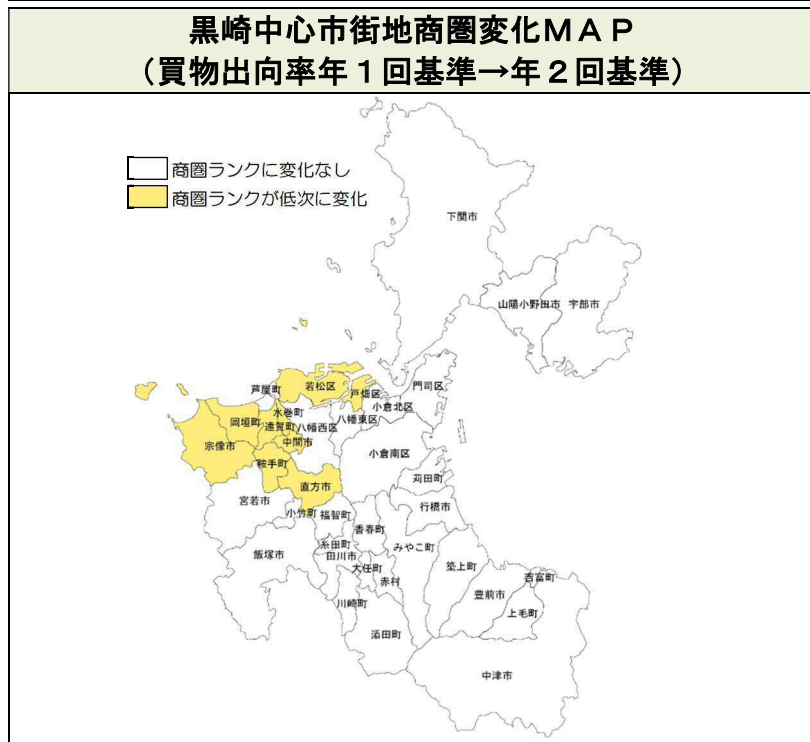 黒崎中心市街地商圏変化ＭＡＰ
（買物出向率年１回基準→年２回基準）
商圏ランクに変化なし
商圏ランクが低次に変化
下関市
山陽小野田市
宇部市
芦屋町
若松区
戸畑区
門司区
小倉北区
水巻町
岡垣町
遠賀町
八幡西区
八幡東区
中間市
宗像市
小倉南区
鞍手町
苅田町
直方市
宮若市
行橋市
小竹町
福智町
香春町
糸田町
みやこ町
飯塚市
田川市
大任町
築上町
赤村
吉富町
豊前市
川崎町
上毛町
添田町
中津市